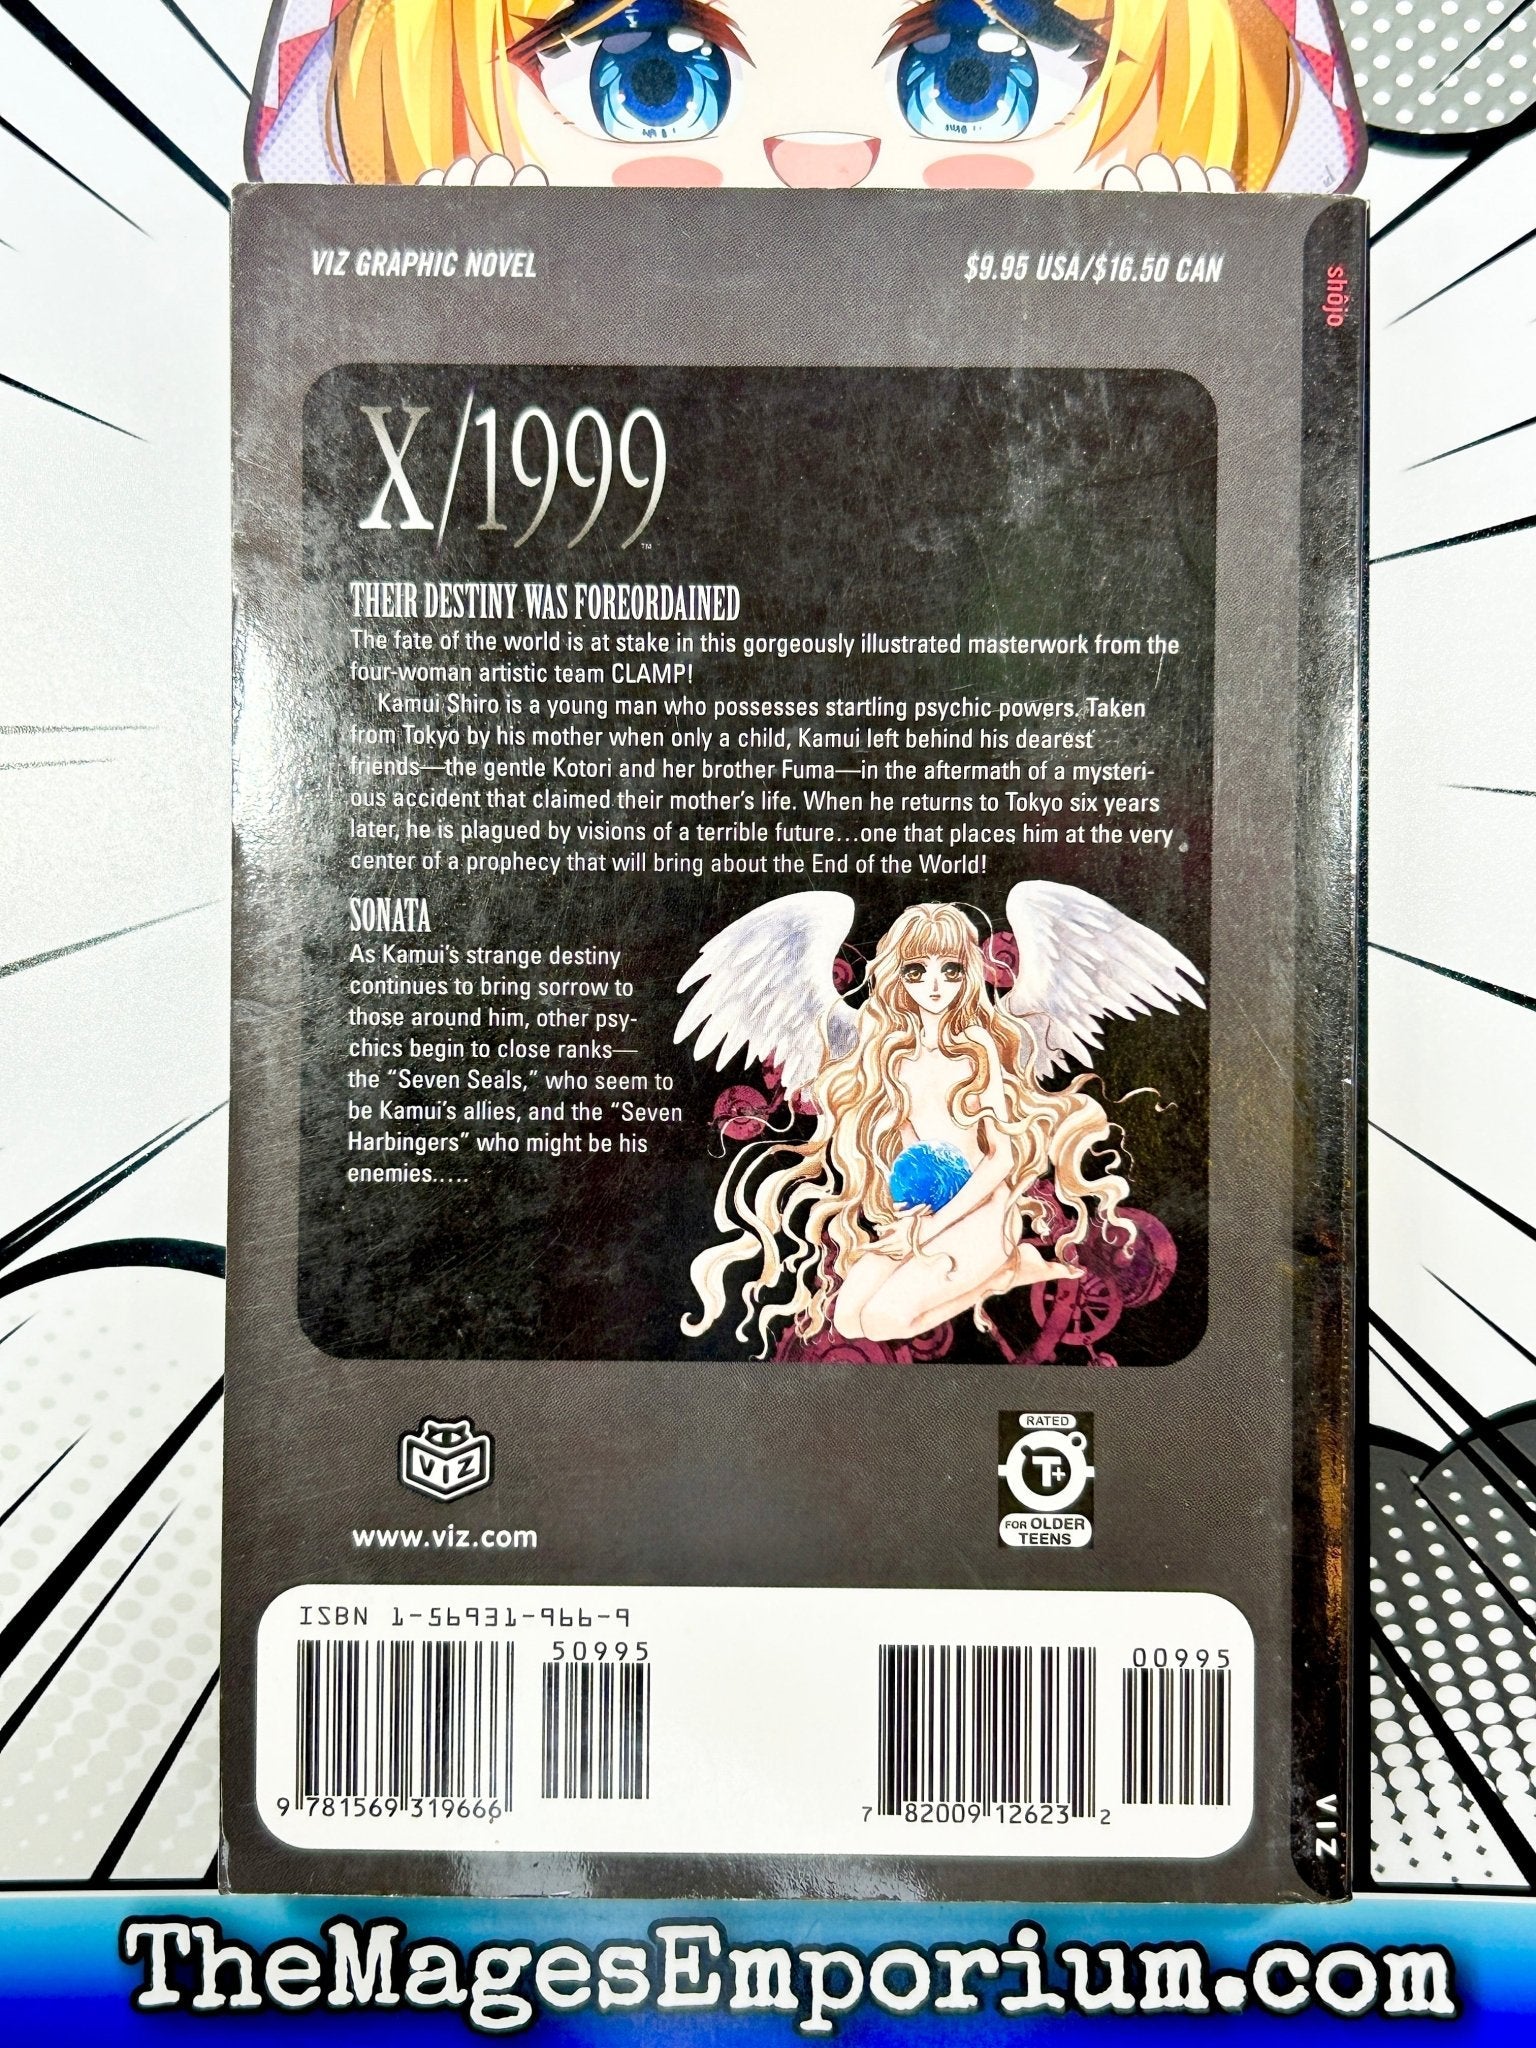 VIZ GRAPHIC NOVEL
$9.95 USA/$16.50 CAN
shôjo
X/1999™
THEIR DESTINY WAS FOREORDAINED
The fate of the world is at stake in this gorgeously illustrated masterwork from the
four-woman artistic team CLAMP!
Kamui Shiro is a young man who possesses startling psychic powers. Taken
from Tokyo by his mother when only a child, Kamui left behind his dearest
friends—the gentle Kotori and her brother Fuma—in the aftermath of a mysteri-
ous accident that claimed their mother's life. When he returns to Tokyo six years
later, he is plagued by visions of a terrible future...one that places him at the very
center of a prophecy that will bring about the End of the World!
SONATA
As Kamui's strange destiny
continues to bring sorrow to
those around him, other psy-
chics begin to close ranks—
the "Seven Seals," who seem to
be Kamui's allies, and the "Seven
Harbingers" who might be his
enemies.....
VIZ
www.viz.com
RATED
T+
FOR OLDER
TEENS
ISBN 1-56931-966-9
50995
9 781569 319666
00995
7 82009 12623 2
VIZ
TheMagesEmporium.com